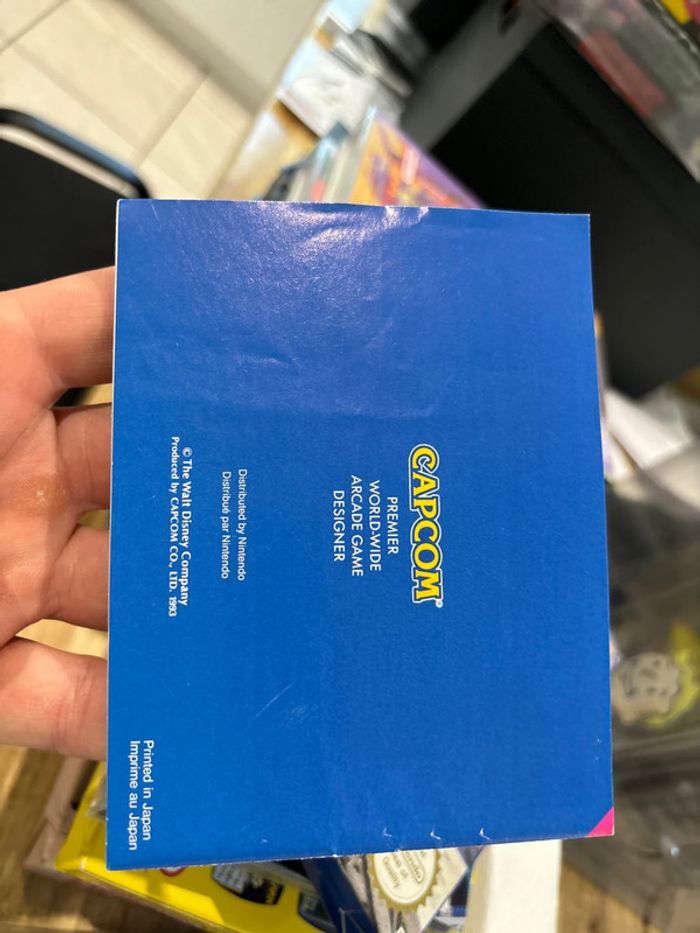 CAPCOM®
PREMIER
WORLD-WIDE
ARCADE GAME
DESIGNER
Distributed by Nintendo
Distribué par Nintendo
© The Walt Disney Company
Produced by CAPCOM CO., LTD. 1993
Printed in Japan
Imprime au Japan